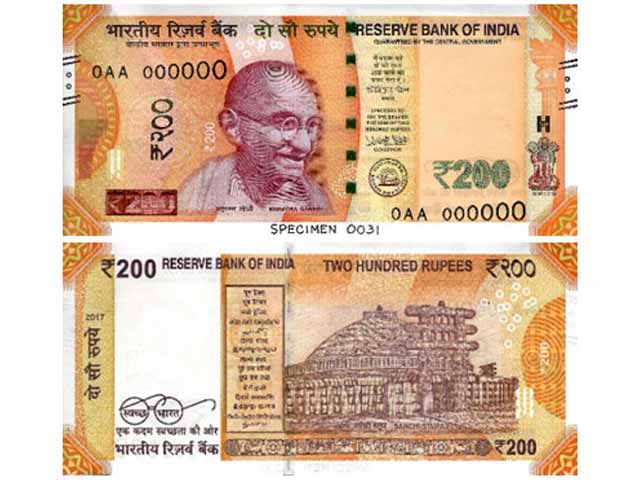 भारतीय रिज़र्व बैंक
केन्द्रीय सरकार द्वारा प्रत्याभूत
दो सौ रुपये
RESERVE BANK OF INDIA
GUARANTEED BY THE CENTRAL GOVERNMENT
0AA 000000
₹२००
₹200
I PROMISE TO
PAY THE BEARER
THE SUM OF TWO
HUNDRED RUPEES
GOVERNOR
H
₹200
₹200
महात्मा गांधी MAHATMA GANDHI
0AA 000000
SPECIMEN 0031
₹200 RESERVE BANK OF INDIA
TWO HUNDRED RUPEES ₹२००
2017
दो सौ रुपये
₹200
स्वच्छ भारत
एक कदम स्वच्छता की ओर
भारतीय रिज़र्व बैंक
SANCHI STUPA
₹200